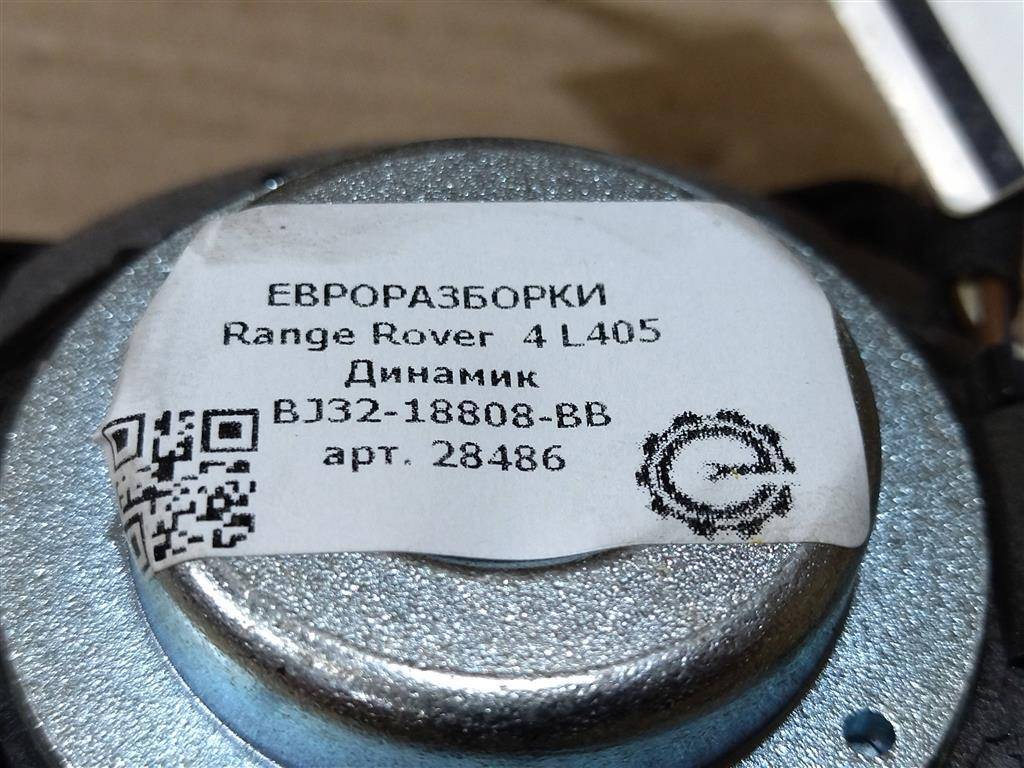 ЕВРОРАЗБОРКИ
Range Rover 4 L405
Динамик
BJ32-18808-BB
арт. 28486